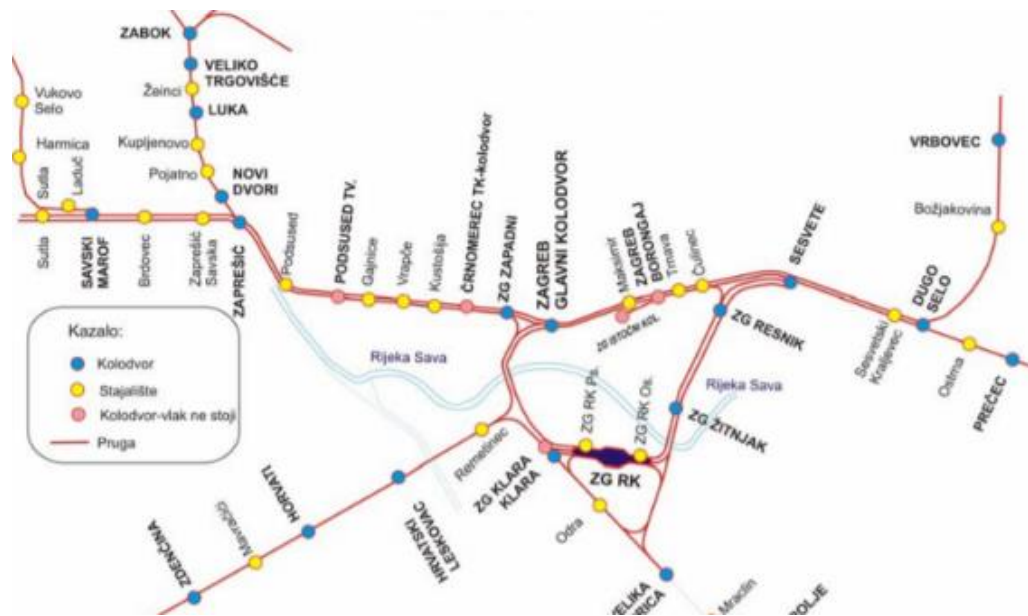 ZABOK
VELIKO
TRGOVIŠĆE
Žeinci
LUKA
Vukovo
Selo
Harmica
Kupljenovo
Pojatno
NOVI
DVORI
Sutla
Laduč
Sutla
SAVSKI
MAROF
Brdovec
Zaprešić
Savska
ZAPREŠIĆ
Podsused
PODSUSED TV.
Gajnice
Vrapče
Kustošija
ČRNOMEREC TK-kolodvor
ZG ZAPADNI
ZAGREB
GLAVNI KOLODVOR
Maksimir
ZAGREB
BORONGAJ
Trnava
Čulinec
ZG ISTOČNI KOL
SESVETE
VRBOVEC
Božjakovina
DUGO
SELO
Sesvetski
Kraljevec
Ostrna
PREČEC
ZG RESNIK
Rijeka Sava
Rijeka Sava
ZG ŽITNJAK
ZG RK Ps.
ZG RK Os.
ZG RK
ZG KLARA
KLARA
Remetinec
HRVATSKI
LESKOVAC
HORVATI
Mavračići
ZDENČINA
Odra
VELIKA
Mraclin
Kazalo:
Kolodvor
Stajalište
Kolodvor-vlak ne stoji
Pruga